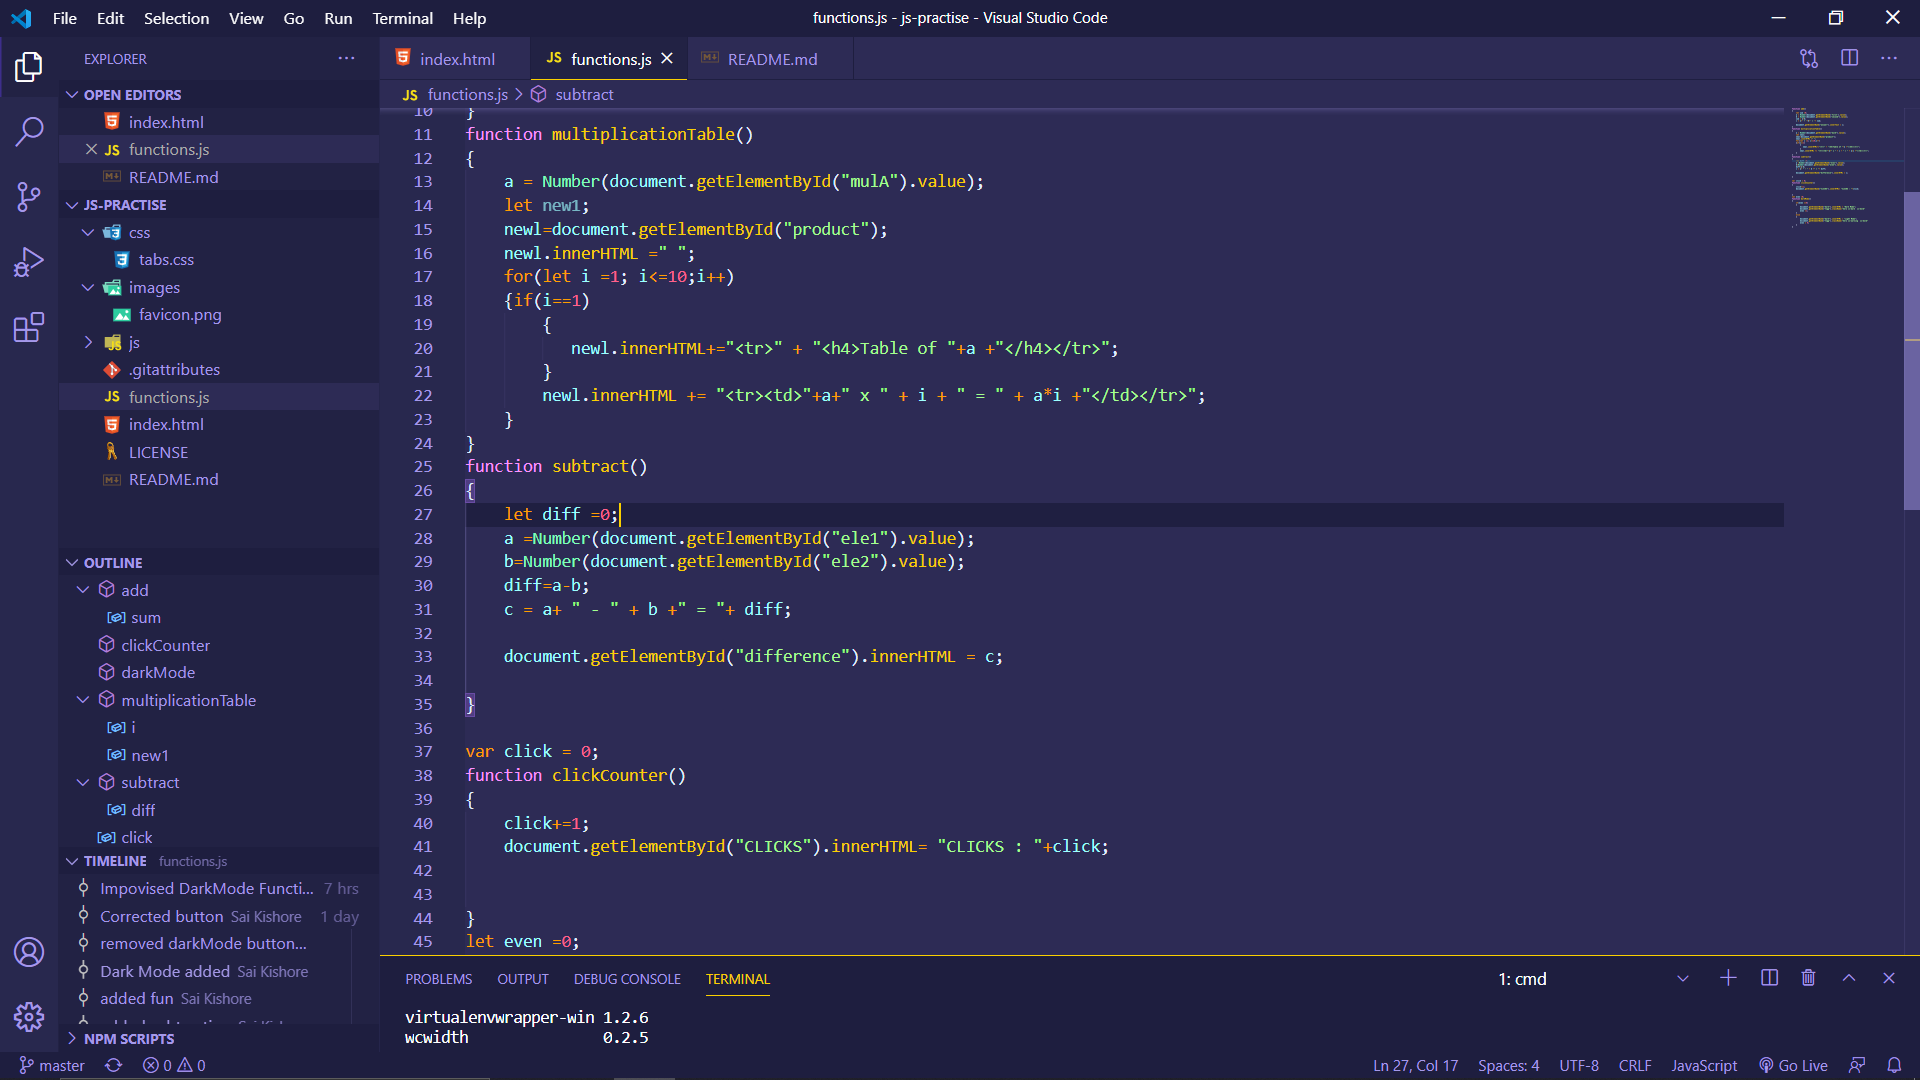 File Edit Selection View Go Run Terminal Help
functions.js - js-practise - Visual Studio Code
EXPLORER
OPEN EDITORS
index.html
JS functions.js
README.md
JS-PRACTISE
css
tabs.css
images
favicon.png
js
.gitattributes
JS functions.js
index.html
LICENSE
README.md
OUTLINE
add
sum
clickCounter
darkMode
multiplicationTable
i
new1
subtract
diff
click
TIMELINE functions.js
Impovised DarkMode Functi... 7 hrs
Corrected button Sai Kishore 1 day
removed darkMode button...
Dark Mode added Sai Kishore
added fun Sai Kishore
NPM SCRIPTS
index.html JS functions.js README.md
JS functions.js > subtract
10 }
11 function multiplicationTable()
12 {
13 a = Number(document.getElementById("mulA").value);
14 let new1;
15 newl=document.getElementById("product");
16 newl.innerHTML =" ";
17 for(let i =1; i<=10;i++)
18 {if(i==1)
19 {
20 newl.innerHTML+="<tr>" + "<h4>Table of "+a +"</h4></tr>";
21 }
22 newl.innerHTML += "<tr><td>"+a+" x " + i + " = " + a*i +"</td></tr>";
23 }
24 }
25 function subtract()
26 {
27 let diff =0;
28 a =Number(document.getElementById("ele1").value);
29 b=Number(document.getElementById("ele2").value);
30 diff=a-b;
31 c = a+ " - " + b +" = "+ diff;
32
33 document.getElementById("difference").innerHTML = c;
34
35 }
36
37 var click = 0;
38 function clickCounter()
39 {
40 click+=1;
41 document.getElementById("CLICKS").innerHTML= "CLICKS : "+click;
42
43
44 }
45 let even =0;
PROBLEMS OUTPUT DEBUG CONSOLE TERMINAL 1: cmd
virtualenvwrapper-win 1.2.6
wcwidth 0.2.5
master 0 0 Ln 27, Col 17 Spaces: 4 UTF-8 CRLF JavaScript Go Live